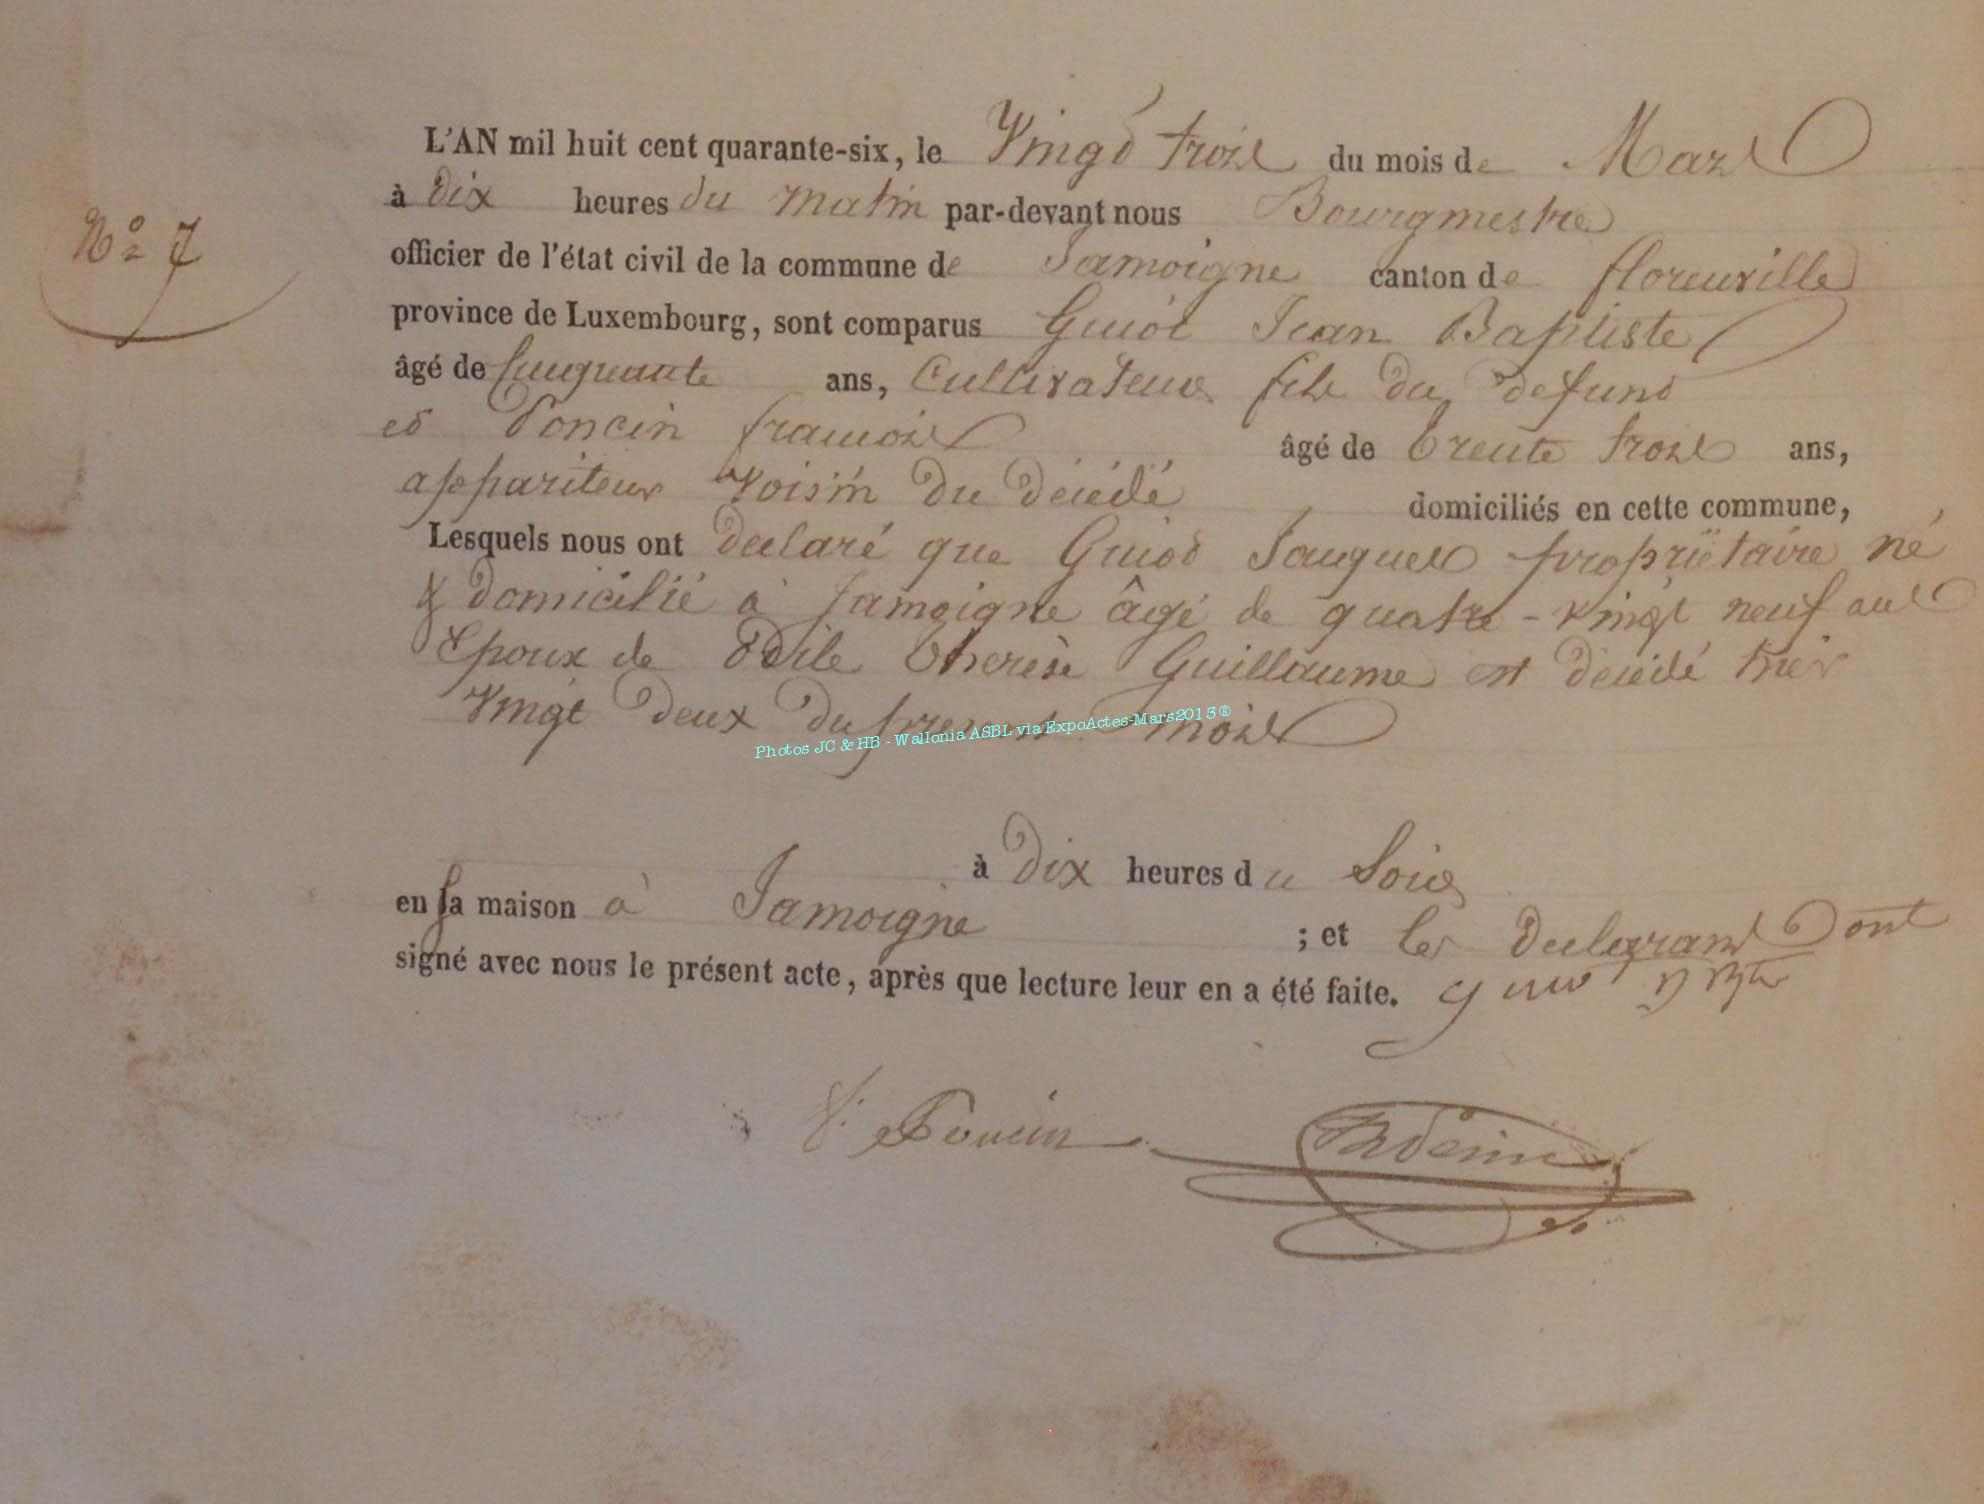 N° 7
L'AN mil huit cent quarante-six, le Vingt trois du mois de Mars
à Dix heures du matin par-devant nous Bourgmestre
officier de l'état civil de la commune de Jamoigne canton de florenville
province de Luxembourg, sont comparus Guiot Jean Baptiste
âgé de Cinquante ans, Cultivateur fils du defunt
et Poncin francois âgé de trente trois ans,
appariteur voisin du décédé domiciliés en cette commune,
Lesquels nous ont declaré que Guiot Jacques propriétaire né
& domicilié à Jamoigne âgé de quatre-vingt neuf ans
Epoux de Odile therèse Guillaume est décédé hier
vingt deux du present mois
Photos JC & HB - Wallonia ASBL via ExpoActes-Mars2013®
à Dix heures du Soir
en sa maison à Jamoigne ; et les Declarans ont
signé avec nous le présent acte, après que lecture leur en a été faite.
f. Poncin